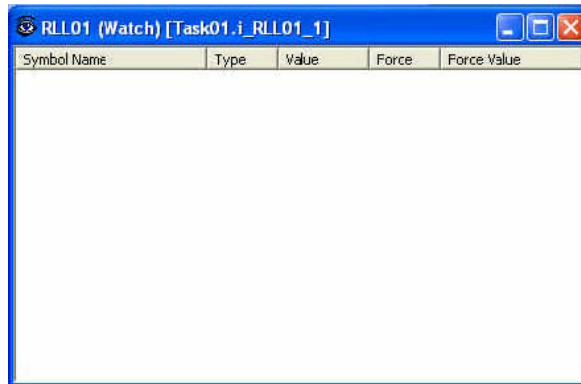 RLL01 (Watch) [Task01.i_RLL01_1]
Symbol Name Type Value Force Force Value